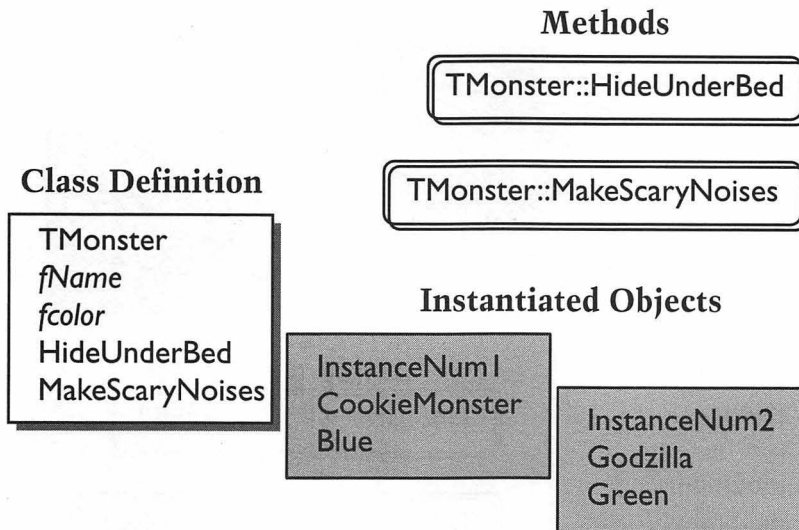 Methods
TMonster::HideUnderBed
TMonster::MakeScaryNoises
Class Definition
TMonster
fName
fcolor
HideUnderBed
MakeScaryNoises
Instantiated Objects
InstanceNum1
CookieMonster
Blue
InstanceNum2
Godzilla
Green